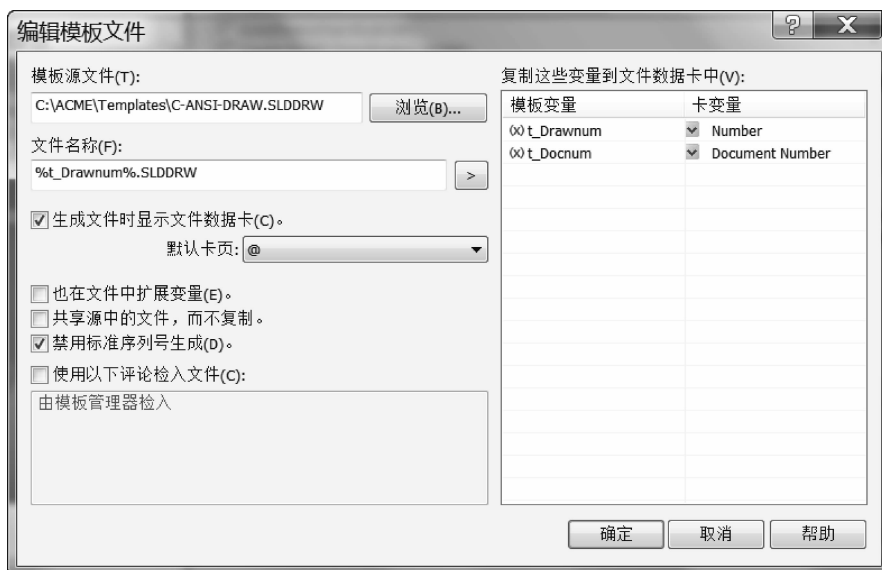 编辑模板文件
模板源文件(T):
C:\ACME\Templates\C-ANSI-DRAW.SLDDRW
浏览(B)...
文件名称(F):
%t_Drawnum%.SLDDRW
>
生成文件时显示文件数据卡(C)。
默认卡页: @
也在文件中扩展变量(E)。
共享源中的文件，而不复制。
禁用标准序列号生成(D)。
使用以下评论检入文件(C):
由模板管理器检入
复制这些变量到文件数据卡中(V):
模板变量 卡变量
(x) t_Drawnum Number
(x) t_Docnum Document Number
确定 取消 帮助